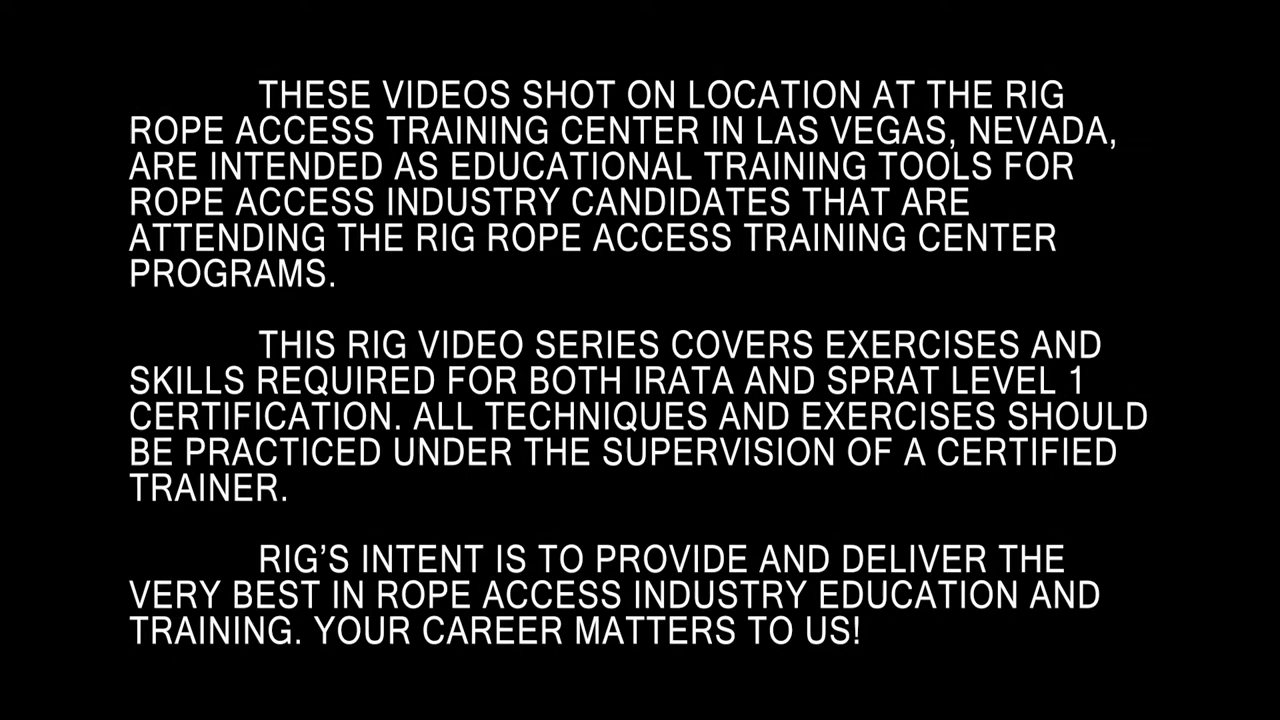 THESE VIDEOS SHOT ON LOCATION AT THE RIG
ROPE ACCESS TRAINING CENTER IN LAS VEGAS, NEVADA,
ARE INTENDED AS EDUCATIONAL TRAINING TOOLS FOR
ROPE ACCESS INDUSTRY CANDIDATES THAT ARE
ATTENDING THE RIG ROPE ACCESS TRAINING CENTER
PROGRAMS.
THIS RIG VIDEO SERIES COVERS EXERCISES AND
SKILLS REQUIRED FOR BOTH IRATA AND SPRAT LEVEL 1
CERTIFICATION. ALL TECHNIQUES AND EXERCISES SHOULD
BE PRACTICED UNDER THE SUPERVISION OF A CERTIFIED
TRAINER.
RIG’S INTENT IS TO PROVIDE AND DELIVER THE
VERY BEST IN ROPE ACCESS INDUSTRY EDUCATION AND
TRAINING. YOUR CAREER MATTERS TO US!